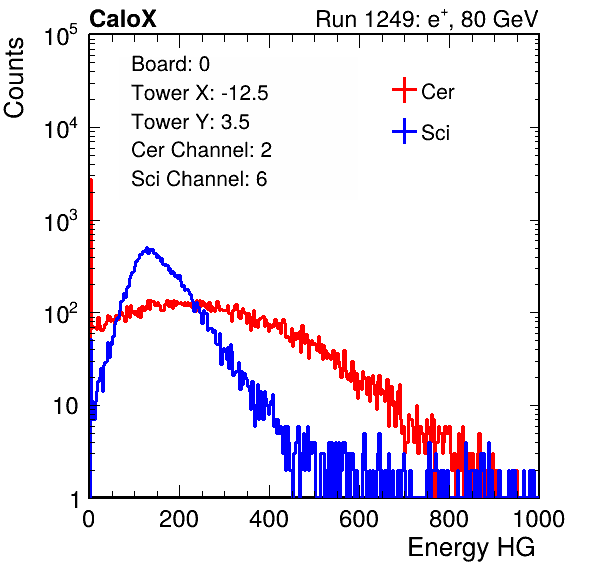 CaloX Run 1249: e⁺, 80 GeV
Counts
Board: 0
Tower X: -12.5
Tower Y: 3.5
Cer Channel: 2
Sci Channel: 6
Cer
Sci
10⁵
10⁴
10³
10²
10
1
0 200 400 600 800 1000
Energy HG